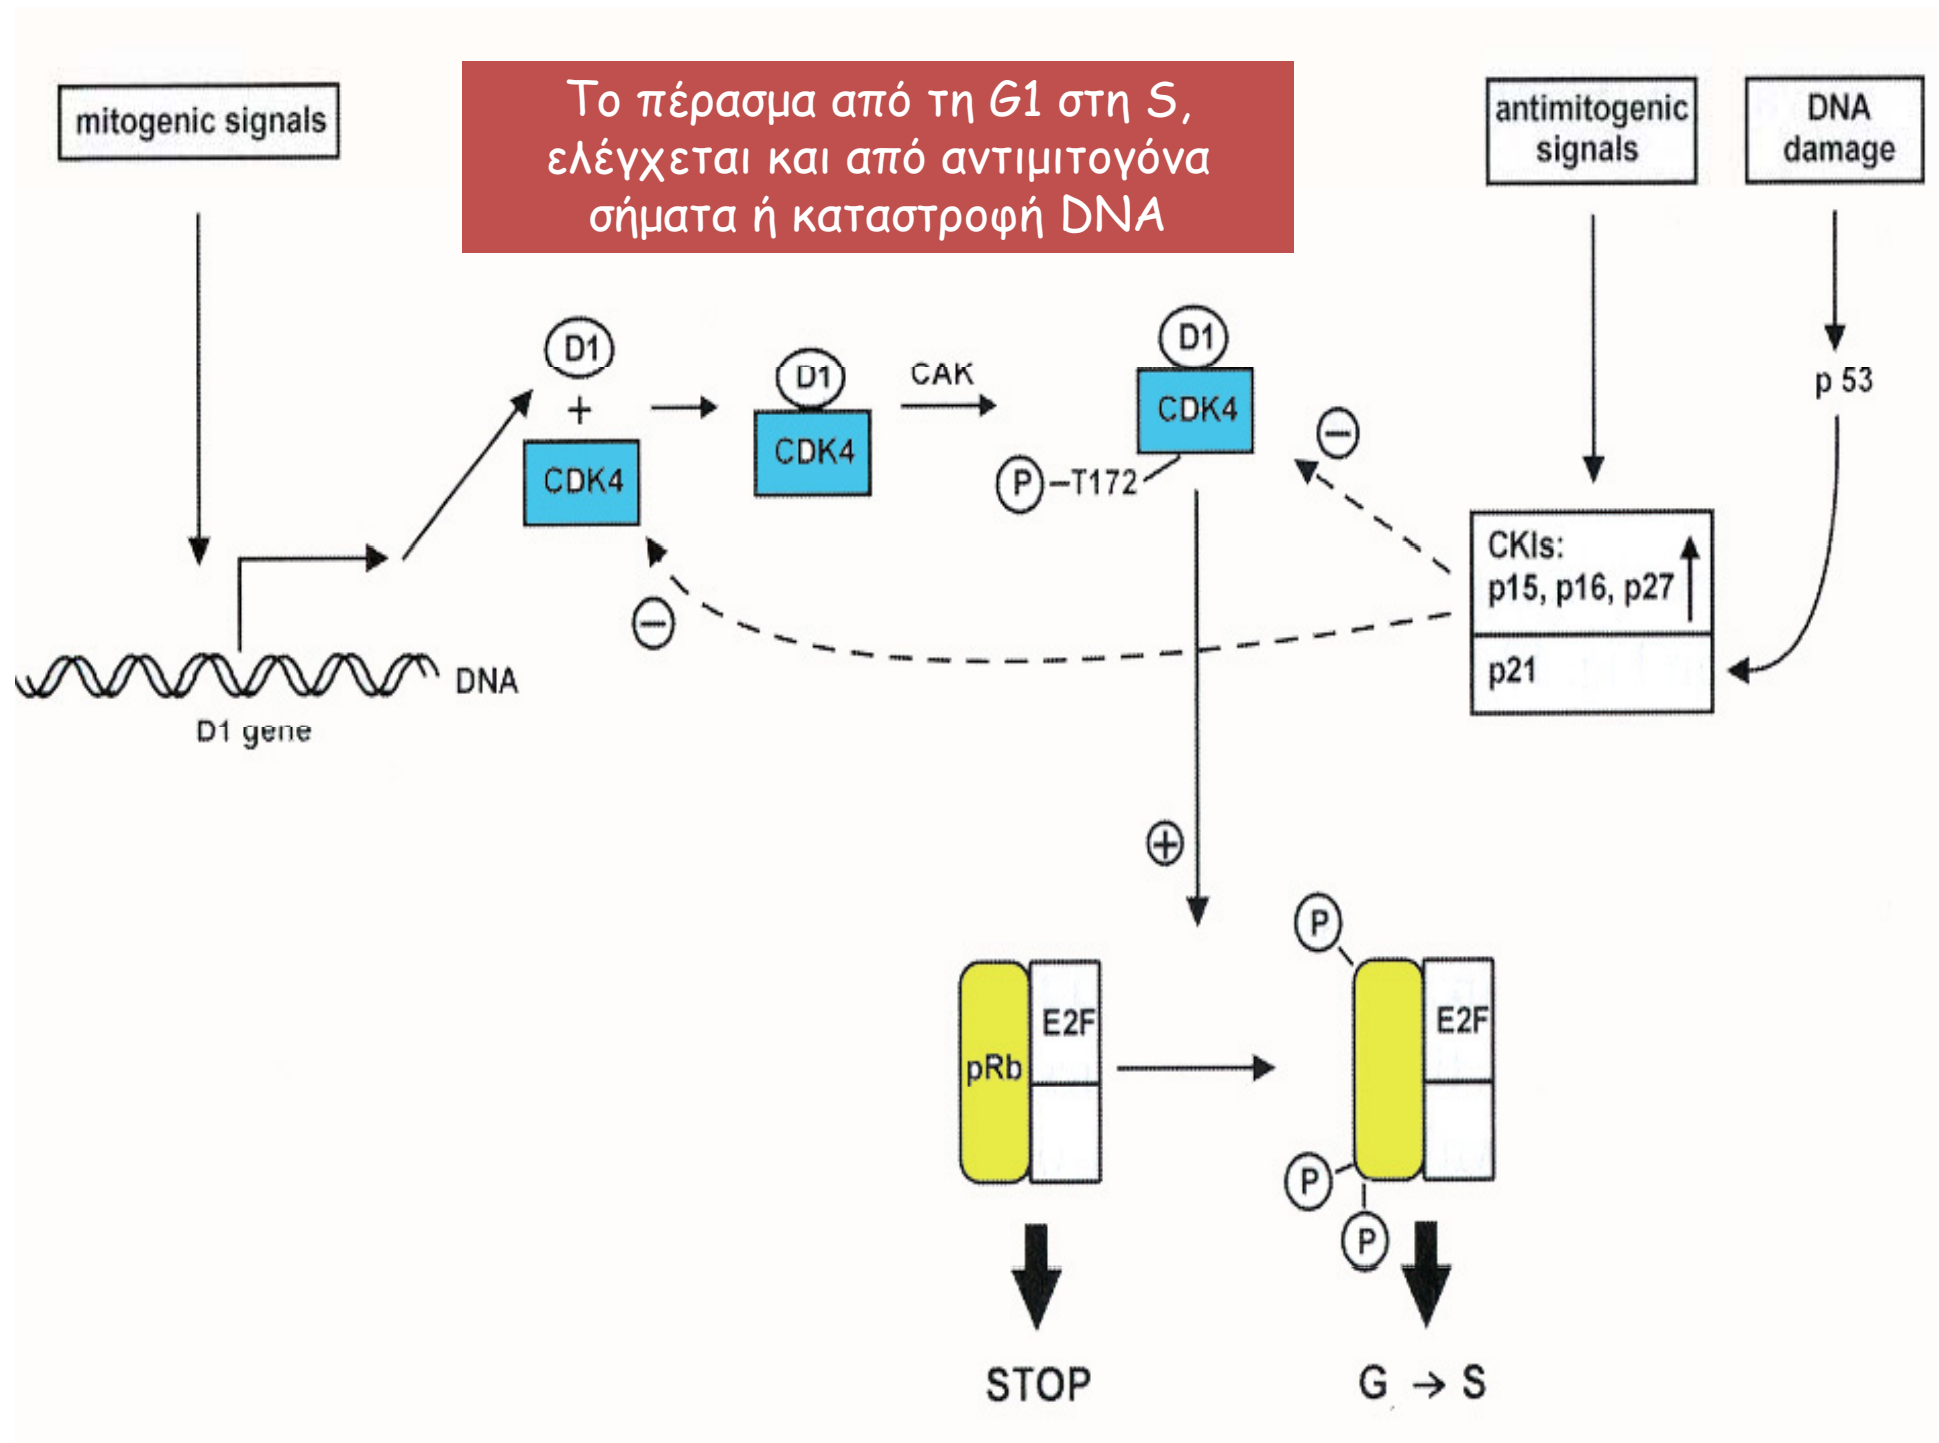 mitogenic signals
Το πέρασμα από τη G1 στη S,
ελέγχεται και από αντιμιτογόνα
σήματα ή καταστροφή DNA
antimitogenic
signals
DNA
damage
D1
+
CDK4
D1
CDK4
CAK
D1
CDK4
P –T172
−
p 53
CKIs:
p15, p16, p27
p21
−
DNA
D1 gene
+
pRb
E2F
P
E2F
P
P
STOP
G → S